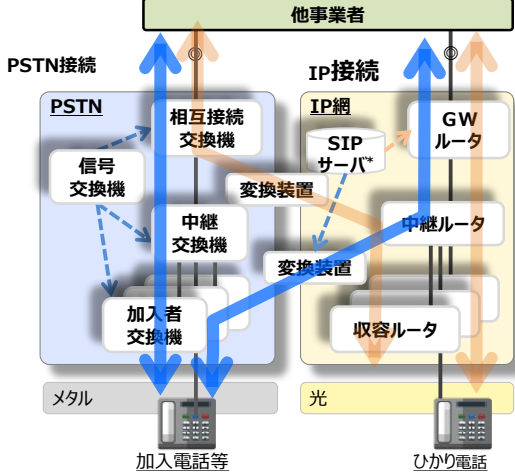 他事業者
PSTN接続
IP接続
PSTN
相互接続
交換機
信号
交換機
中継
交換機
加入者
交換機
変換装置
変換装置
IP網
SIP
サーバ*
GW
ルータ
中継ルータ
収容ルータ
メタル
光
加入電話等
ひかり電話